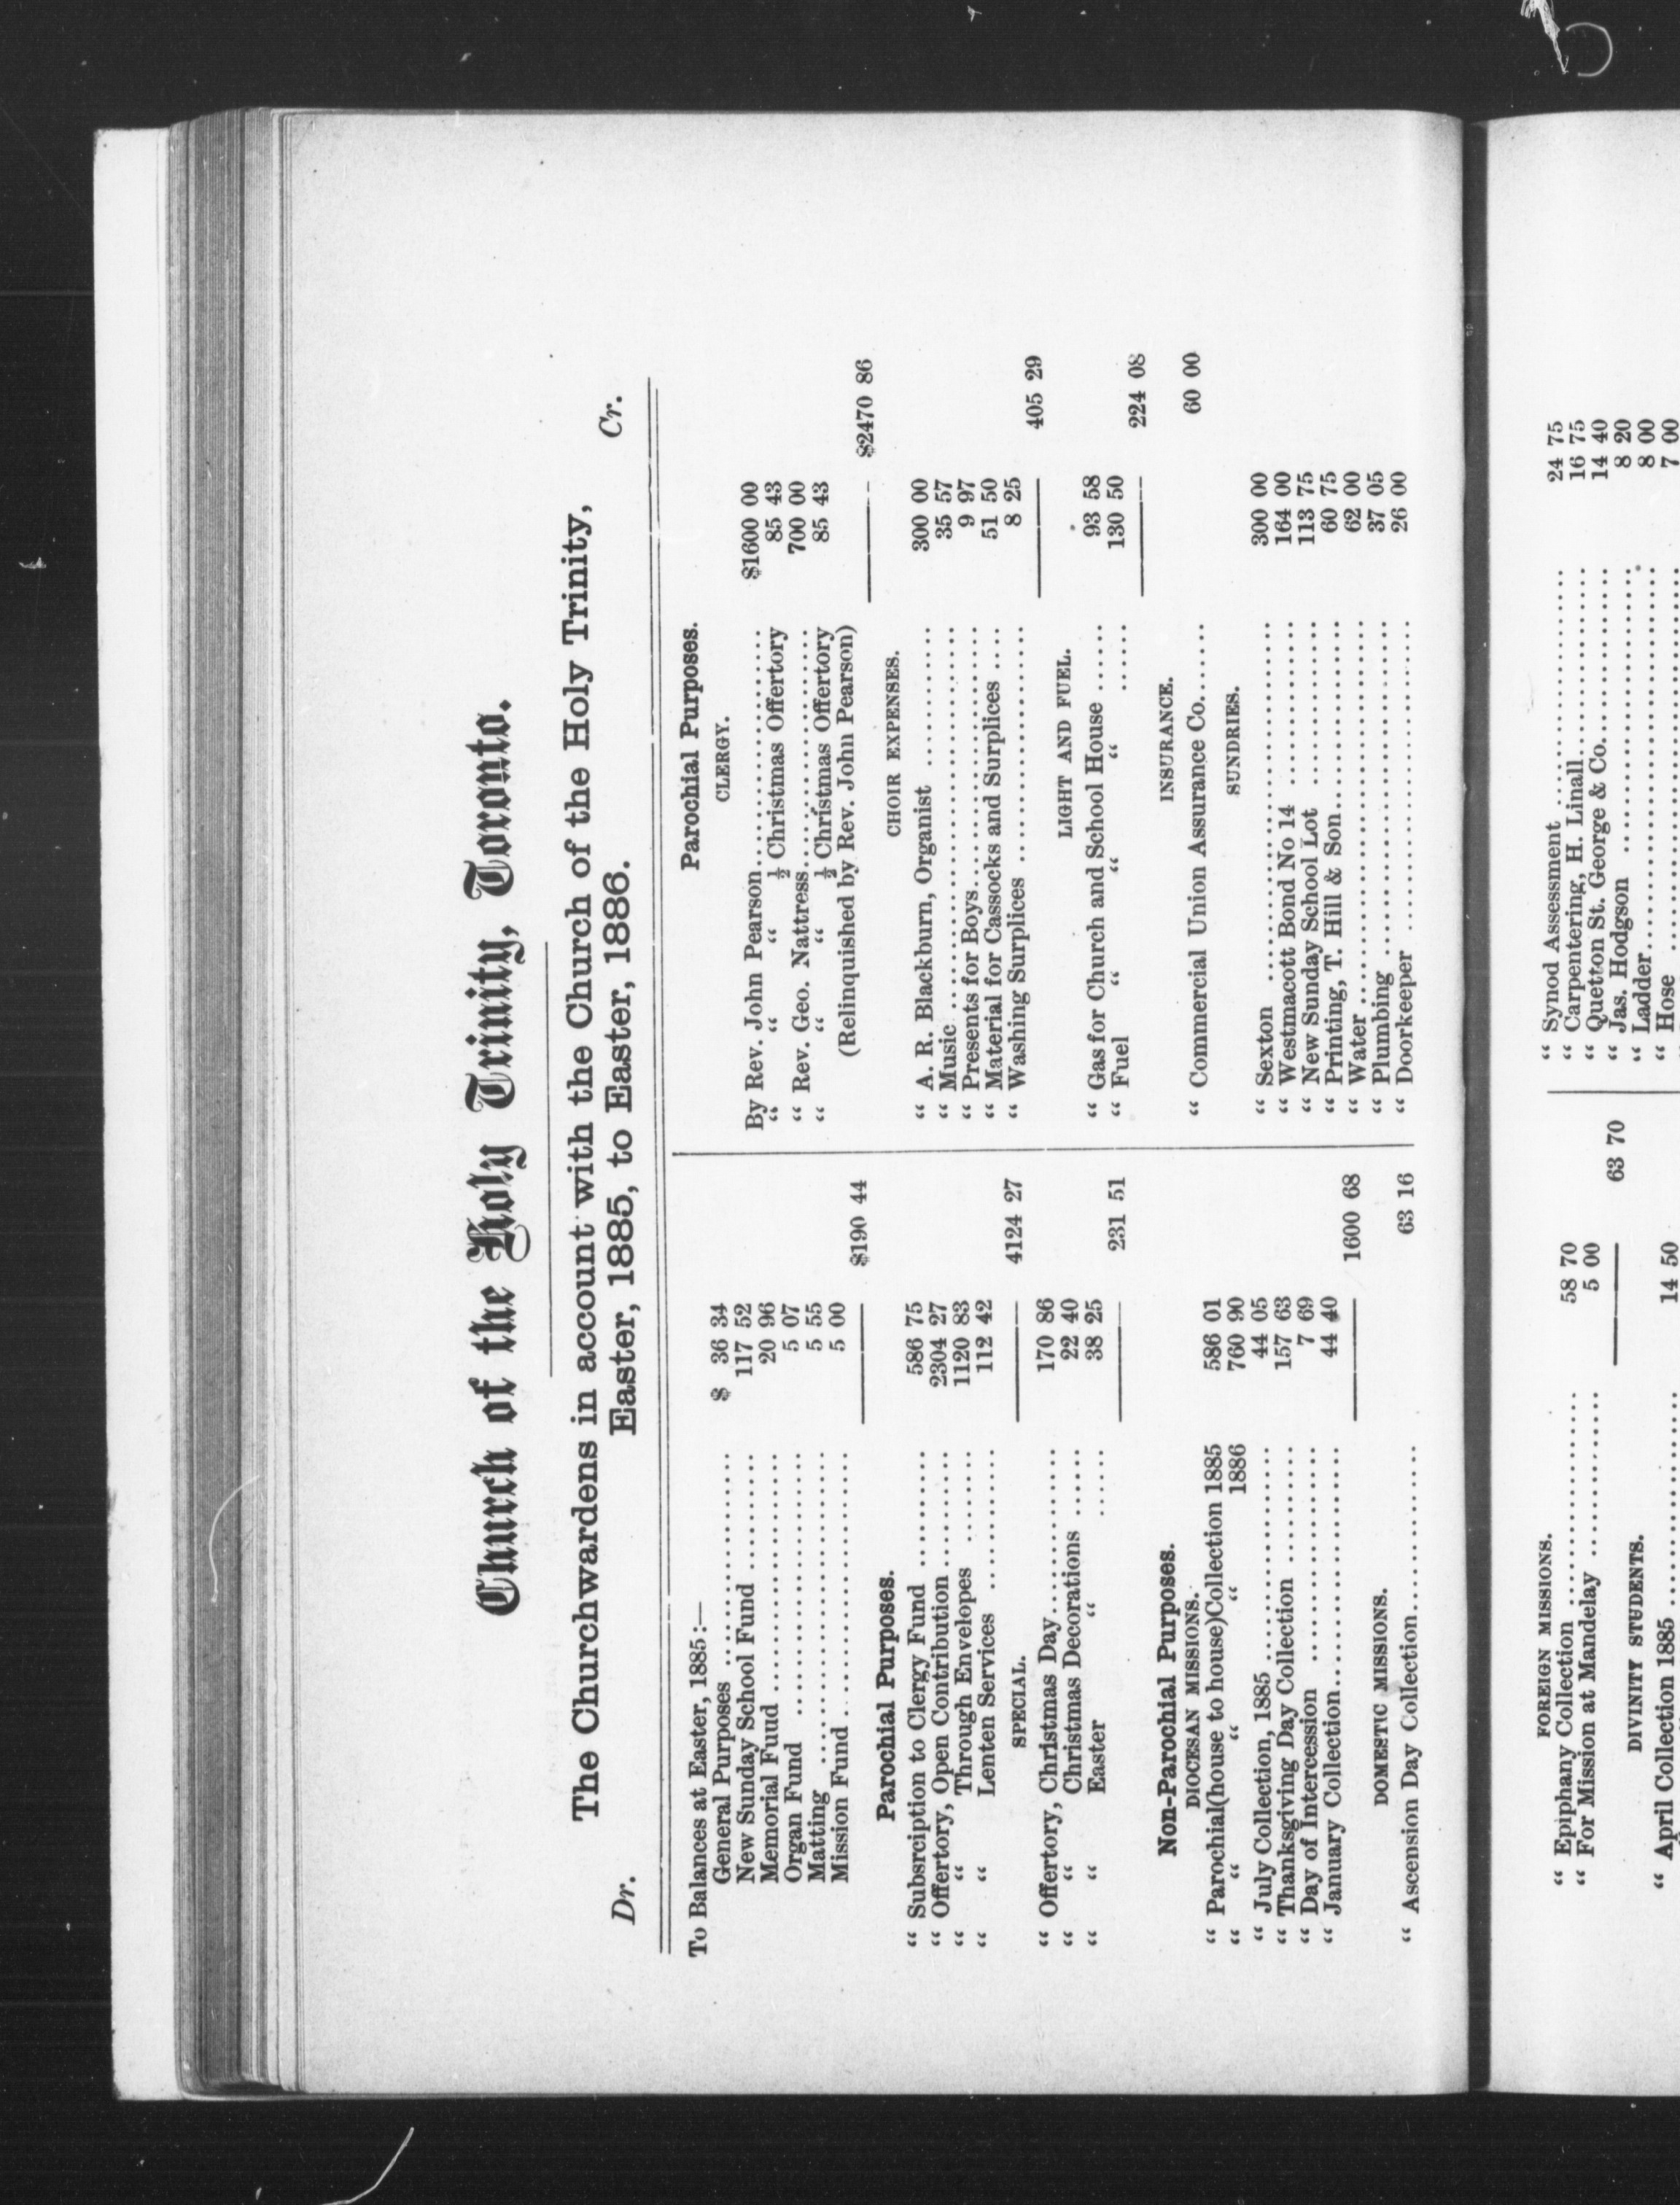 Church of the Holy Trinity, Toronto.
The Churchwardens in account with the Church of the Holy Trinity,
Easter, 1885, to Easter, 1886.
Dr.
Cr.
To Balances at Easter, 1885:—
General Purposes .......... $ 36 34
New Sunday School Fund .......... 117 52
Memorial Fuud .......... 20 96
Organ Fund .......... 5 07
Matting .......... 5 55
Mission Fund .......... 5 00
$190 44
Parochial Purposes.
“ Subsrciption to Clergy Fund .......... 586 75
“ Offertory, Open Contribution .......... 2304 27
“ “ Through Envelopes .......... 1120 83
“ “ Lenten Services .......... 112 42
4124 27
SPECIAL.
“ Offertory, Christmas Day .......... 170 86
“ “ Christmas Decorations ...... 22 40
“ “ Easter “ ...... 38 25
231 51
Non-Parochial Purposes.
DIOCESAN MISSIONS.
“ Parochial(house to house)Collection 1885 586 01
“ “ “ “ 1886 760 90
“ July Collection, 1885 .......... 44 05
“ Thanksgiving Day Collection .......... 157 63
“ Day of Intercession .......... 7 69
“ January Collection.......... 44 40
1600 68
DOMESTIC MISSIONS.
“ Ascension Day Collection.......... 63 16
Parochial Purposes.
CLERGY.
By Rev. John Pearson.......... $1600 00
“ “ “ ½ Christmas Offertory 85 43
“ Rev. Geo. Nattress.......... 700 00
“ “ “ ½ Christmas Offertory 85 43
(Relinquished by Rev. John Pearson)
$2470 86
CHOIR EXPENSES.
“ A. R. Blackburn, Organist .......... 300 00
“ Music .......... 35 57
“ Presents for Boys.......... 9 97
“ Material for Cassocks and Surplices .... 51 50
“ Washing Surplices .......... 8 25
405 29
LIGHT AND FUEL.
“ Gas for Church and School House ...... 93 58
“ Fuel “ “ “ ...... 130 50
224 08
INSURANCE.
“ Commercial Union Assurance Co...... 60 00
SUNDRIES.
“ Sexton .......... 300 00
“ Westmacott Bond No 14 .......... 164 00
“ New Sunday School Lot .......... 113 75
“ Printing, T. Hill & Son.......... 60 75
“ Water .......... 62 00
“ Plumbing .......... 37 05
“ Doorkeeper .......... 26 00
FOREIGN MISSIONS.
“ Epiphany Collection .......... 58 70
“ For Mission at Mandelay .......... 5 00
63 70
DIVINITY STUDENTS.
“ April Collection 1885 .......... 14 50
“ Synod Assessment .......... 24 75
“ Carpentering, H. Linall.......... 16 75
“ Quetton St. George & Co.......... 14 40
“ Jas. Hodgson .......... 8 20
“ Ladder.......... 8 00
“ Hose .......... 7 00